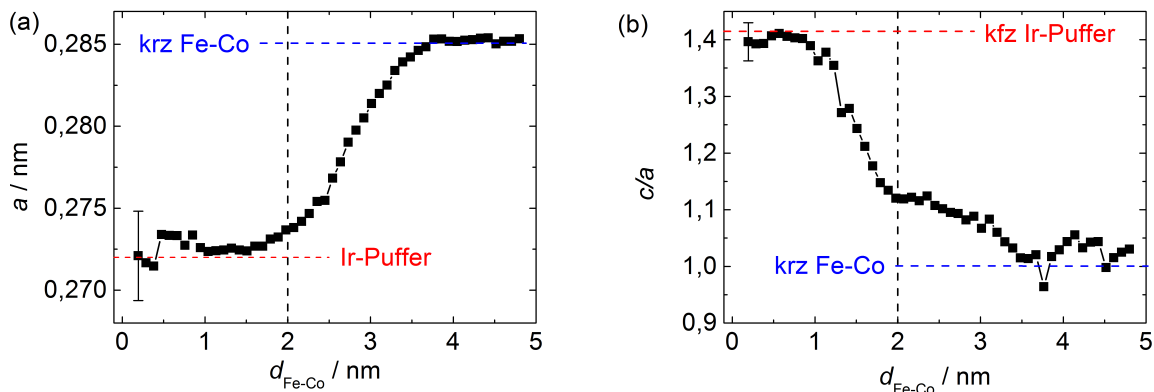 (a)
0,285
0,280
0,275
0,270
a / nm
krz Fe-Co
Ir-Puffer
0 1 2 3 4 5
d Fe-Co / nm
(b)
1,4
1,3
1,2
1,1
1,0
0,9
c/a
kfz Ir-Puffer
krz Fe-Co
0 1 2 3 4 5
d Fe-Co / nm